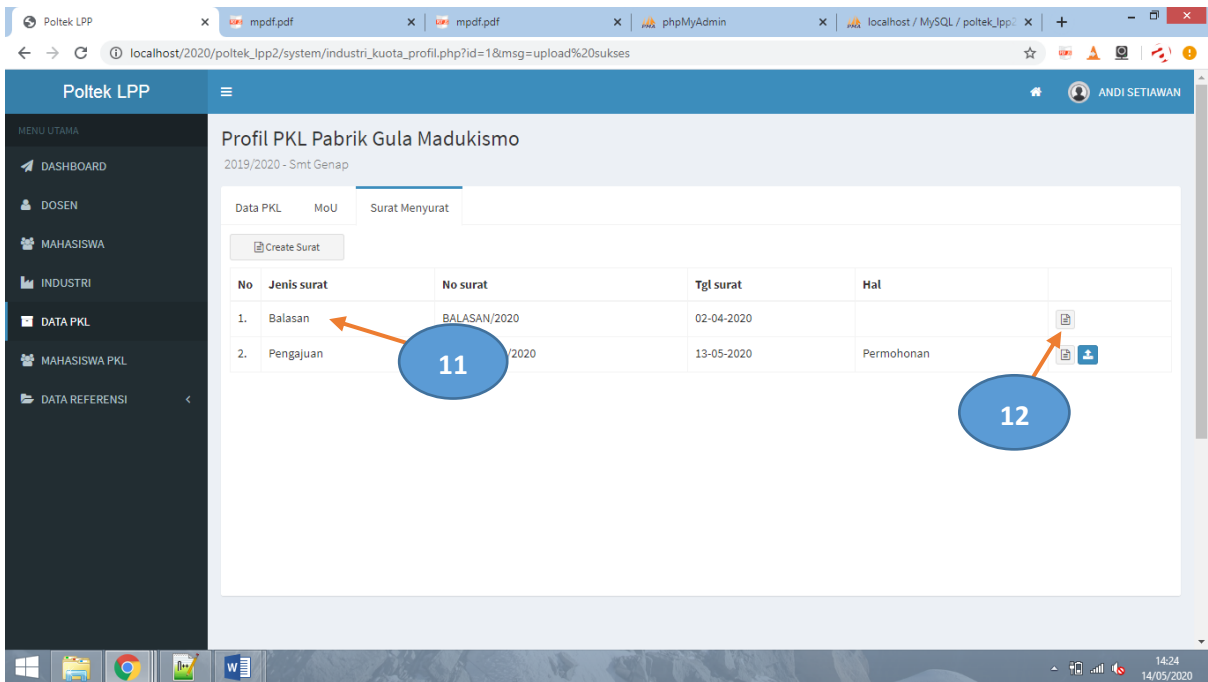 Poltek LPP
mpdf.pdf
mpdf.pdf
phpMyAdmin
localhost / MySQL / poltek_lpp2
localhost/2020/poltek_lpp2/system/industri_kuota_profil.php?id=1&msg=upload%20sukses
Poltek LPP
ANDI SETIAWAN
MENU UTAMA
DASHBOARD
DOSEN
MAHASISWA
INDUSTRI
DATA PKL
MAHASISWA PKL
DATA REFERENSI
Profil PKL Pabrik Gula Madukismo
2019/2020 - Smt Genap
Data PKL MoU Surat Menyurat
Create Surat
No Jenis surat No surat Tgl surat Hal
1. Balasan BALASAN/2020 02-04-2020
2. Pengajuan /2020 13-05-2020 Permohonan
11
12
14:24
14/05/2020